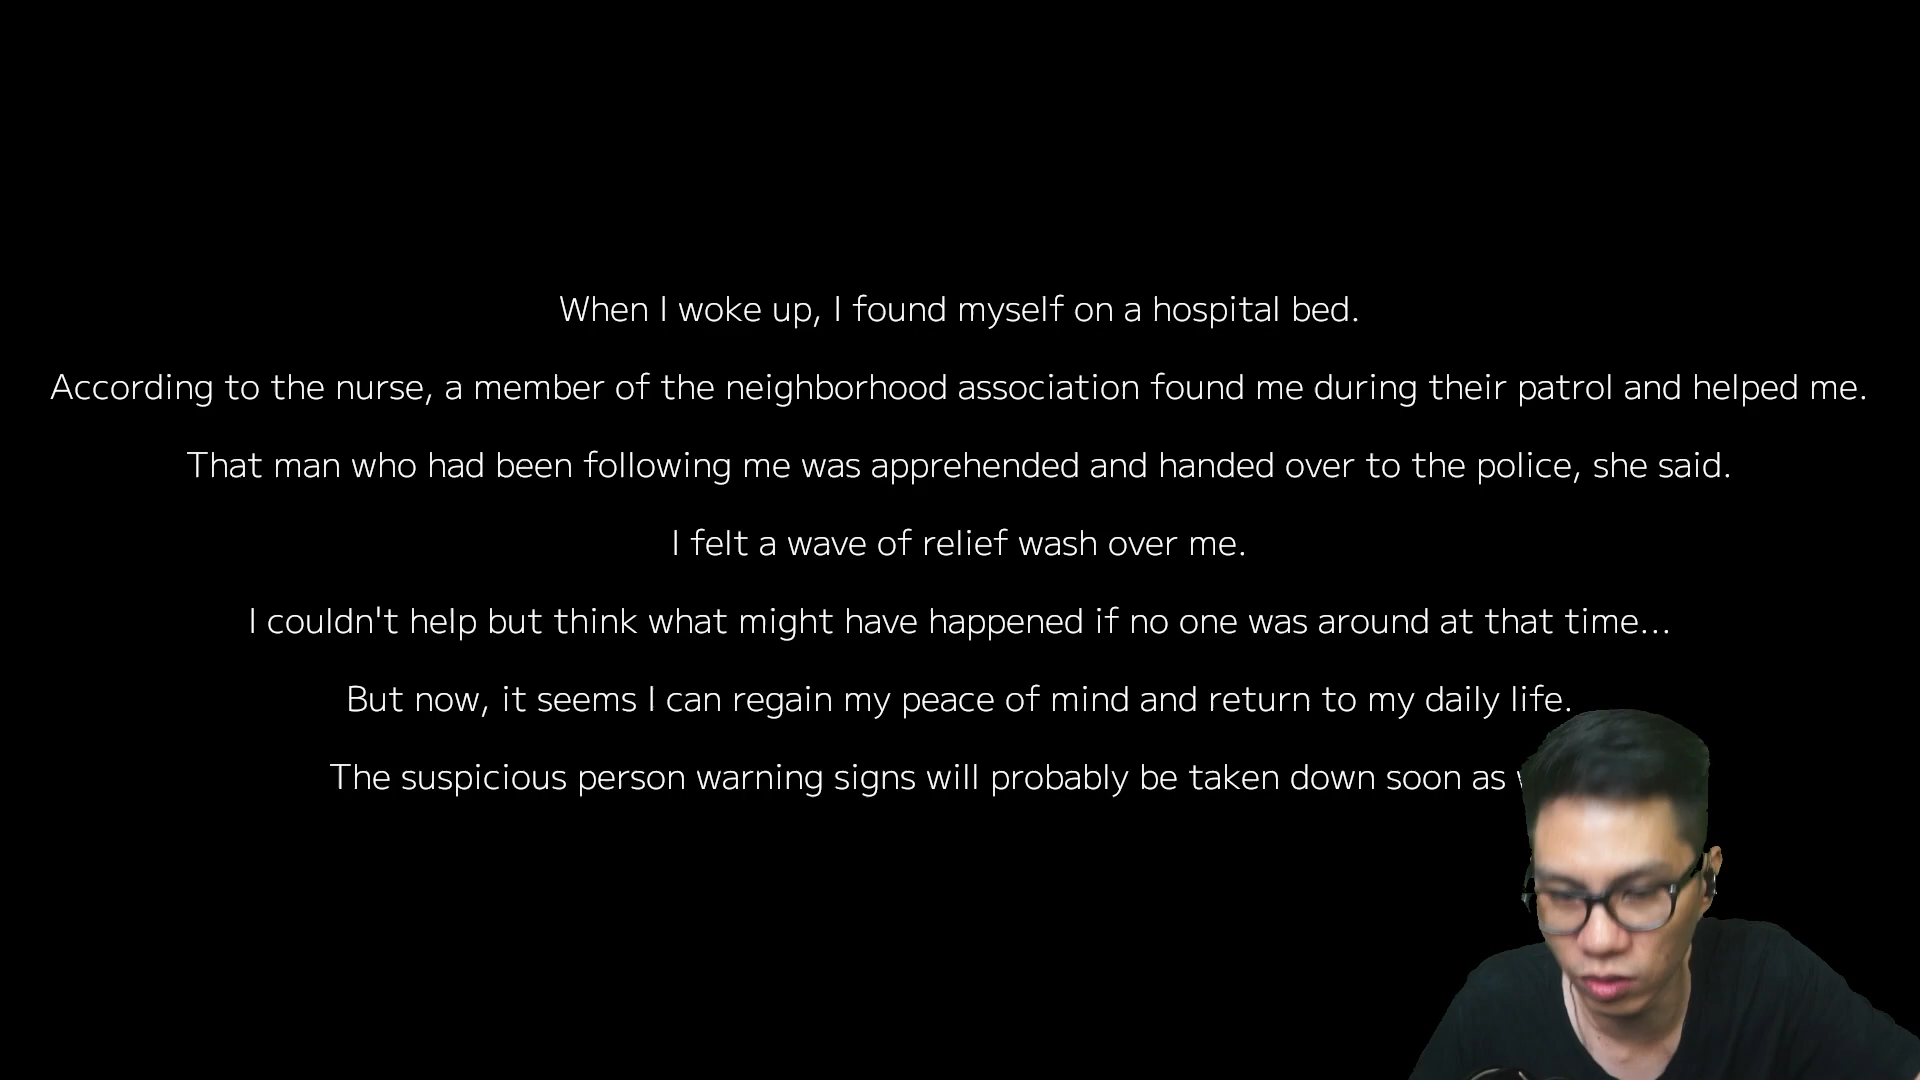 When I woke up, I found myself on a hospital bed.
According to the nurse, a member of the neighborhood association found me during their patrol and helped me.
That man who had been following me was apprehended and handed over to the police, she said.
I felt a wave of relief wash over me.
I couldn't help but think what might have happened if no one was around at that time...
But now, it seems I can regain my peace of mind and return to my daily life.
The suspicious person warning signs will probably be taken down soon as